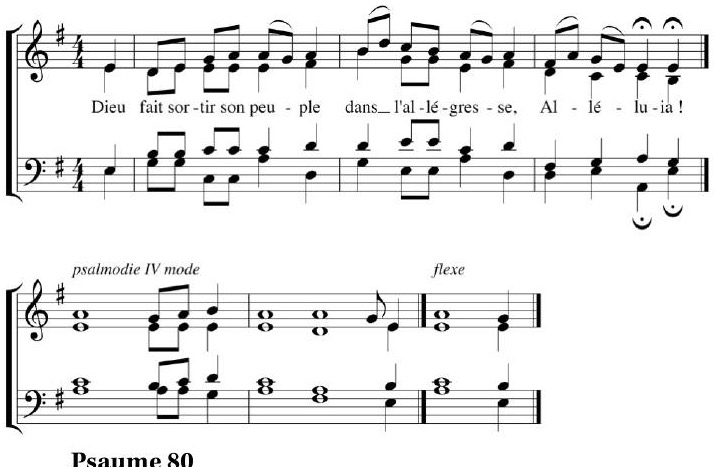 Dieu fait sor - tir son peu - ple dans_ l'al - lé - gres - se, Al - lé - lu - ia !
psalmodie IV mode flexe
Psaume 80